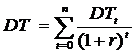 DT = \sum_{t=0}^{n} \frac{DT_t}{(1+r)^t}